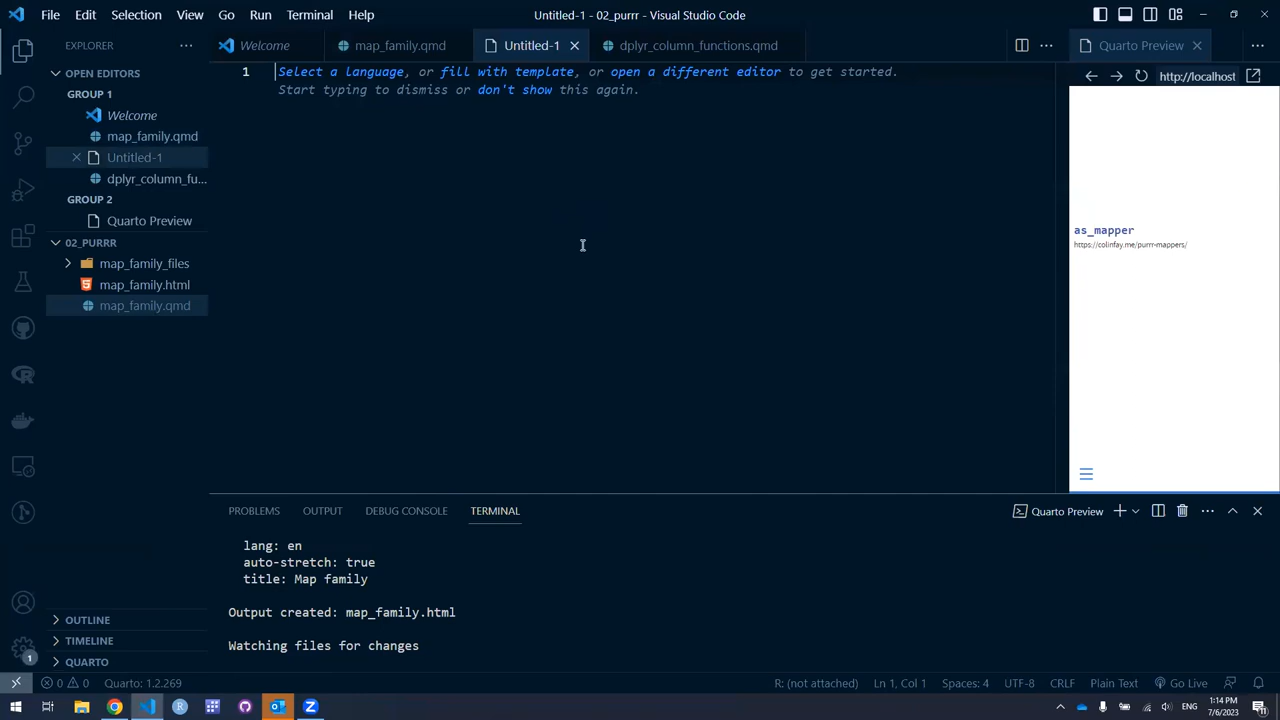 File Edit Selection View Go Run Terminal Help
Untitled-1 - 02_purrr - Visual Studio Code
EXPLORER
Welcome
map_family.qmd
Untitled-1
dplyr_column_functions.qmd
Quarto Preview
OPEN EDITORS
GROUP 1
Welcome
map_family.qmd
Untitled-1
dplyr_column_fu...
GROUP 2
Quarto Preview
02_PURRR
map_family_files
map_family.html
map_family.qmd
OUTLINE
TIMELINE
QUARTO
1
1 Select a language, or fill with template, or open a different editor to get started.
Start typing to dismiss or don't show this again.
http://localhost
as_mapper
https://colinfay.me/purrr-mappers/
PROBLEMS OUTPUT DEBUG CONSOLE TERMINAL
Quarto Preview
lang: en
auto-stretch: true
title: Map family
Output created: map_family.html
Watching files for changes
0 0 Quarto: 1.2.269
R: (not attached) Ln 1, Col 1 Spaces: 4 UTF-8 CRLF Plain Text Go Live
ENG
1:14 PM
7/6/2023